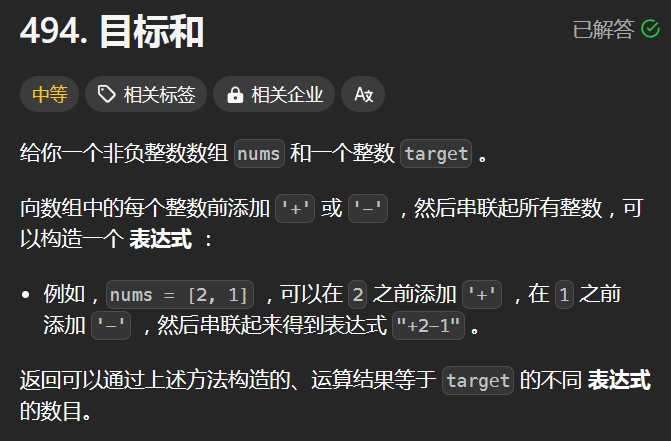 494. 目标和
已解答
中等 相关标签 相关企业 A文
给你一个非负整数数组 nums 和一个整数 target 。
向数组中的每个整数前添加 '+' 或 '-' ，然后串联起所有整数，可
以构造一个 表达式 ：
• 例如，nums = [2, 1] ，可以在 2 之前添加 '+' ，在 1 之前
添加 '-' ，然后串联起来得到表达式 "+2-1" 。
返回可以通过上述方法构造的、运算结果等于 target 的不同 表达式
的数目。